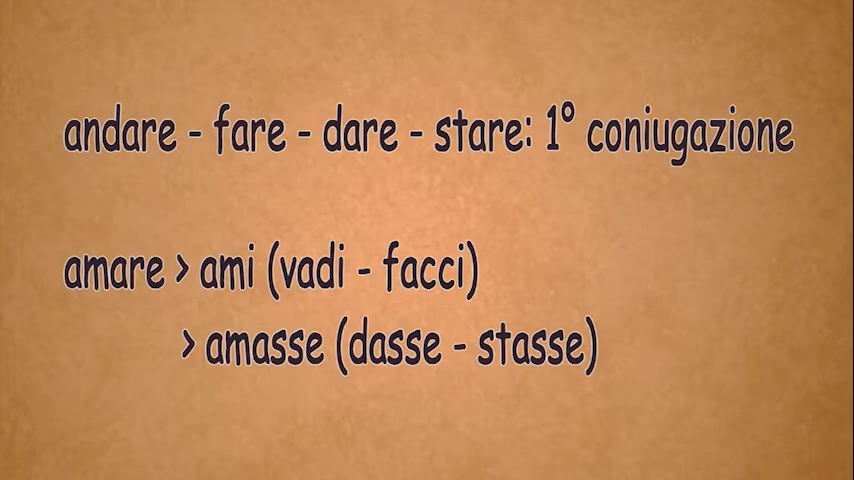 andare - fare - dare - stare: 1° coniugazione
amare > ami (vadi - facci)
> amasse (dasse - stasse)